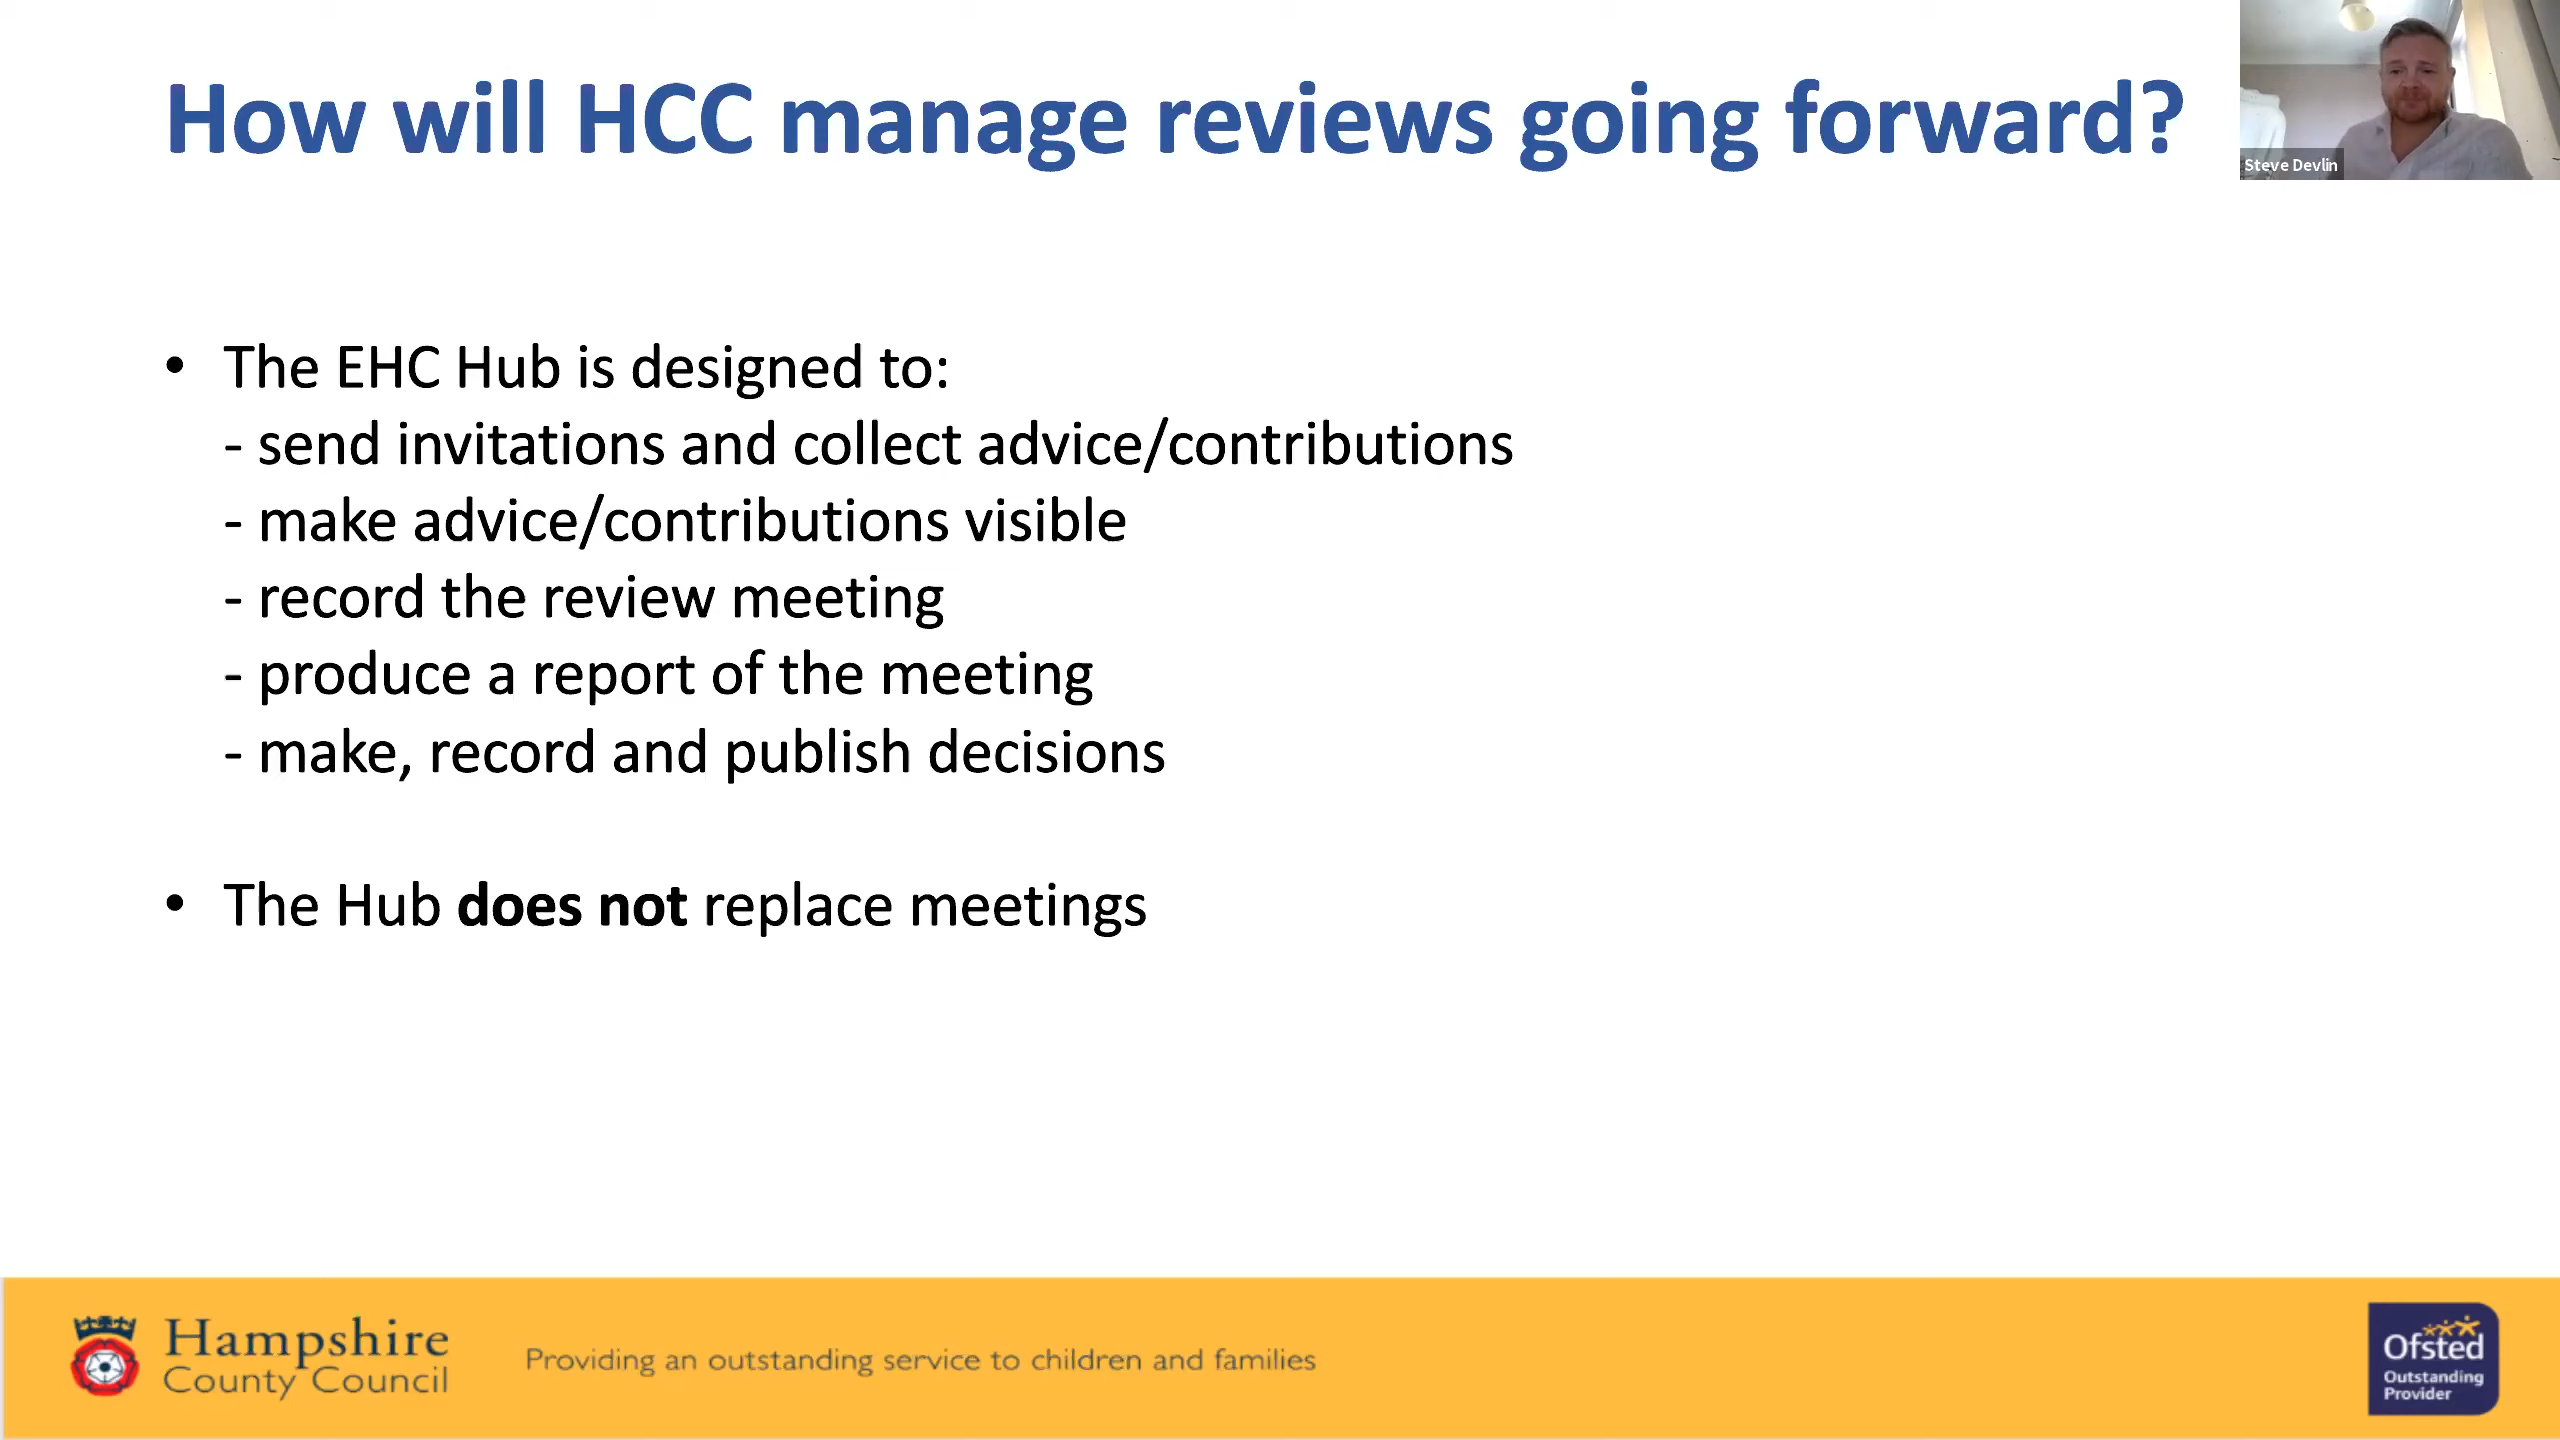 How will HCC manage reviews going forward?
Steve Devlin
• The EHC Hub is designed to:
- send invitations and collect advice/contributions
- make advice/contributions visible
- record the review meeting
- produce a report of the meeting
- make, record and publish decisions
• The Hub does not replace meetings
Hampshire
County Council
Providing an outstanding service to children and families
Ofsted
Outstanding
Provider